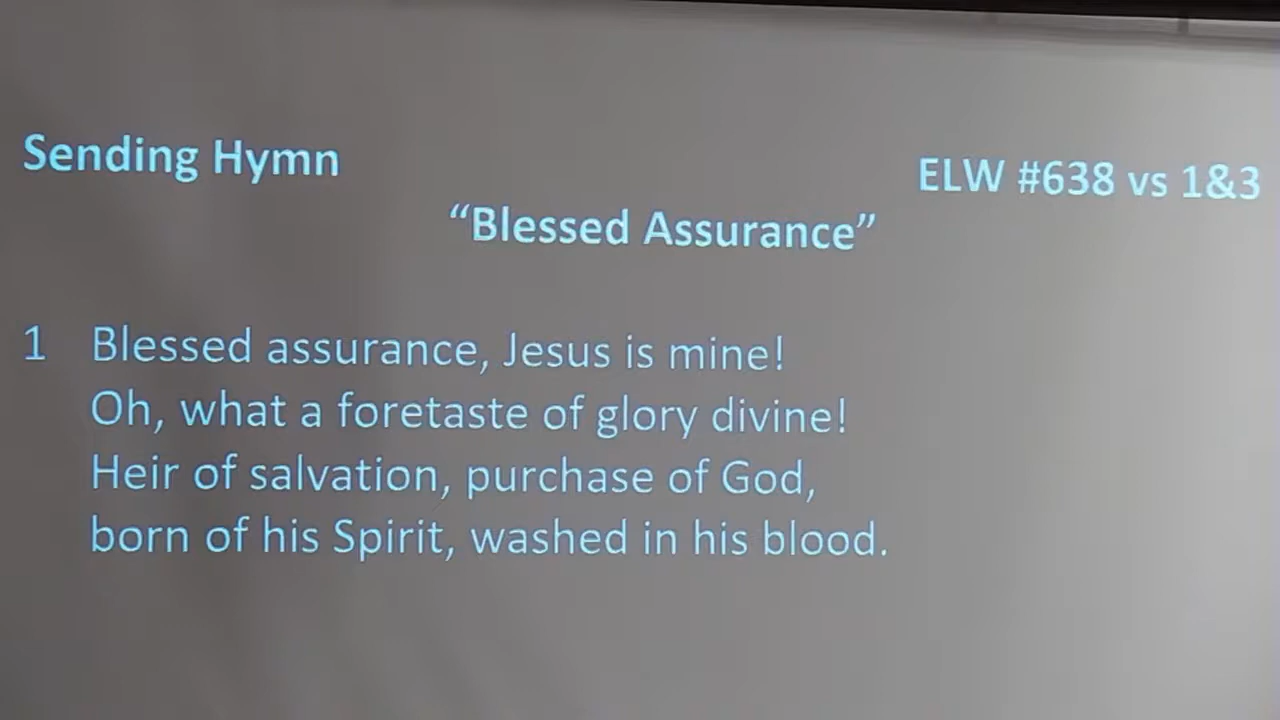 Sending Hymn
ELW #638 vs 1&3
“Blessed Assurance”
1 Blessed assurance, Jesus is mine!
Oh, what a foretaste of glory divine!
Heir of salvation, purchase of God,
born of his Spirit, washed in his blood.